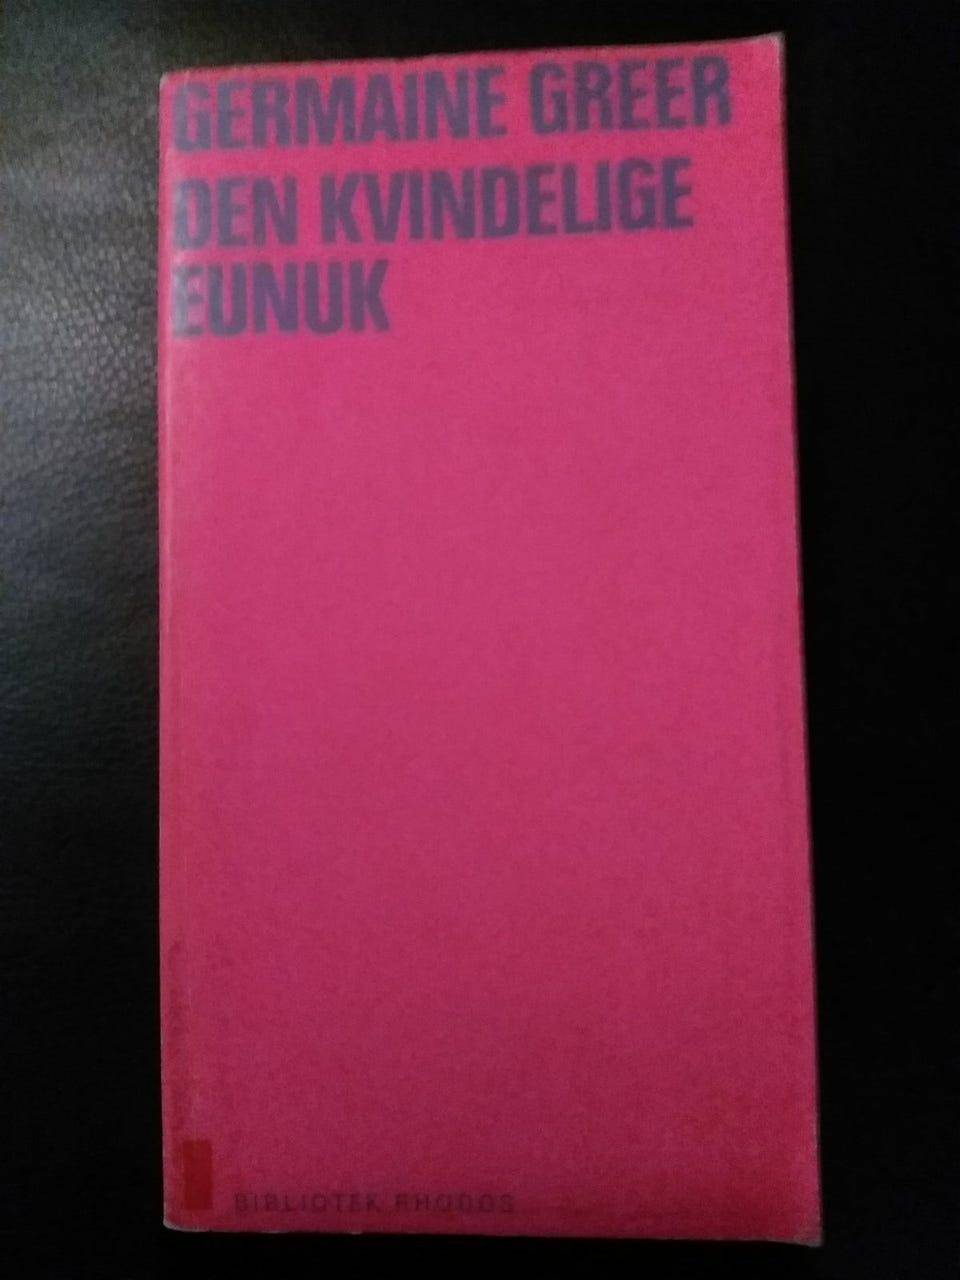 GERMAINE GREER
DEN KVINDELIGE
EUNUK
BIBLIOTEK RHODOS